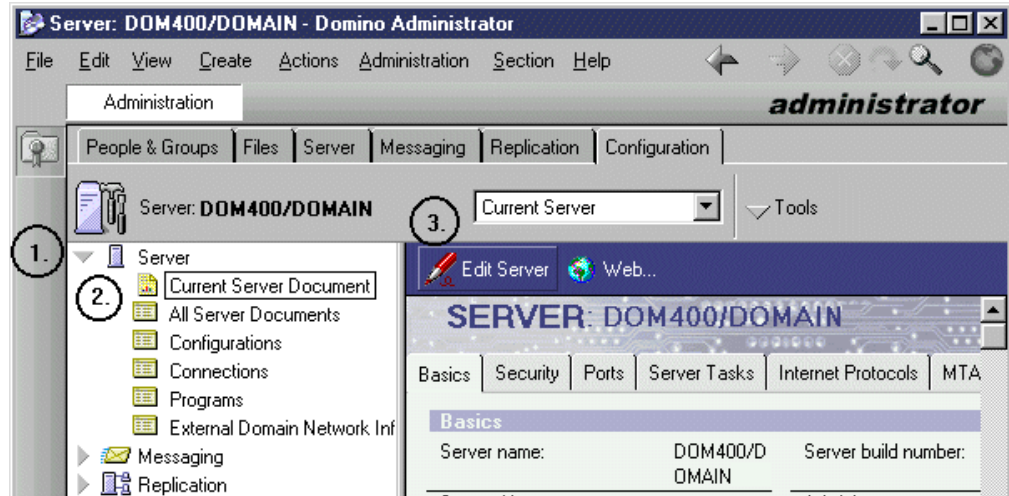 Server: DOM400/DOMAIN - Domino Administrator
File Edit View Create Actions Administration Section Help
Administration
administrator
People & Groups Files Server Messaging Replication Configuration
Server: DOM400/DOMAIN
3.
Current Server
Tools
1.
Server
Edit Server Web...
2.
Current Server Document
All Server Documents
SERVER: DOM400/DOMAIN
Configurations
Connections
Basics Security Ports Server Tasks Internet Protocols MTA
Programs
External Domain Network Inf
Basics
Messaging
Server name: DOM400/D
OMAIN
Server build number:
Replication